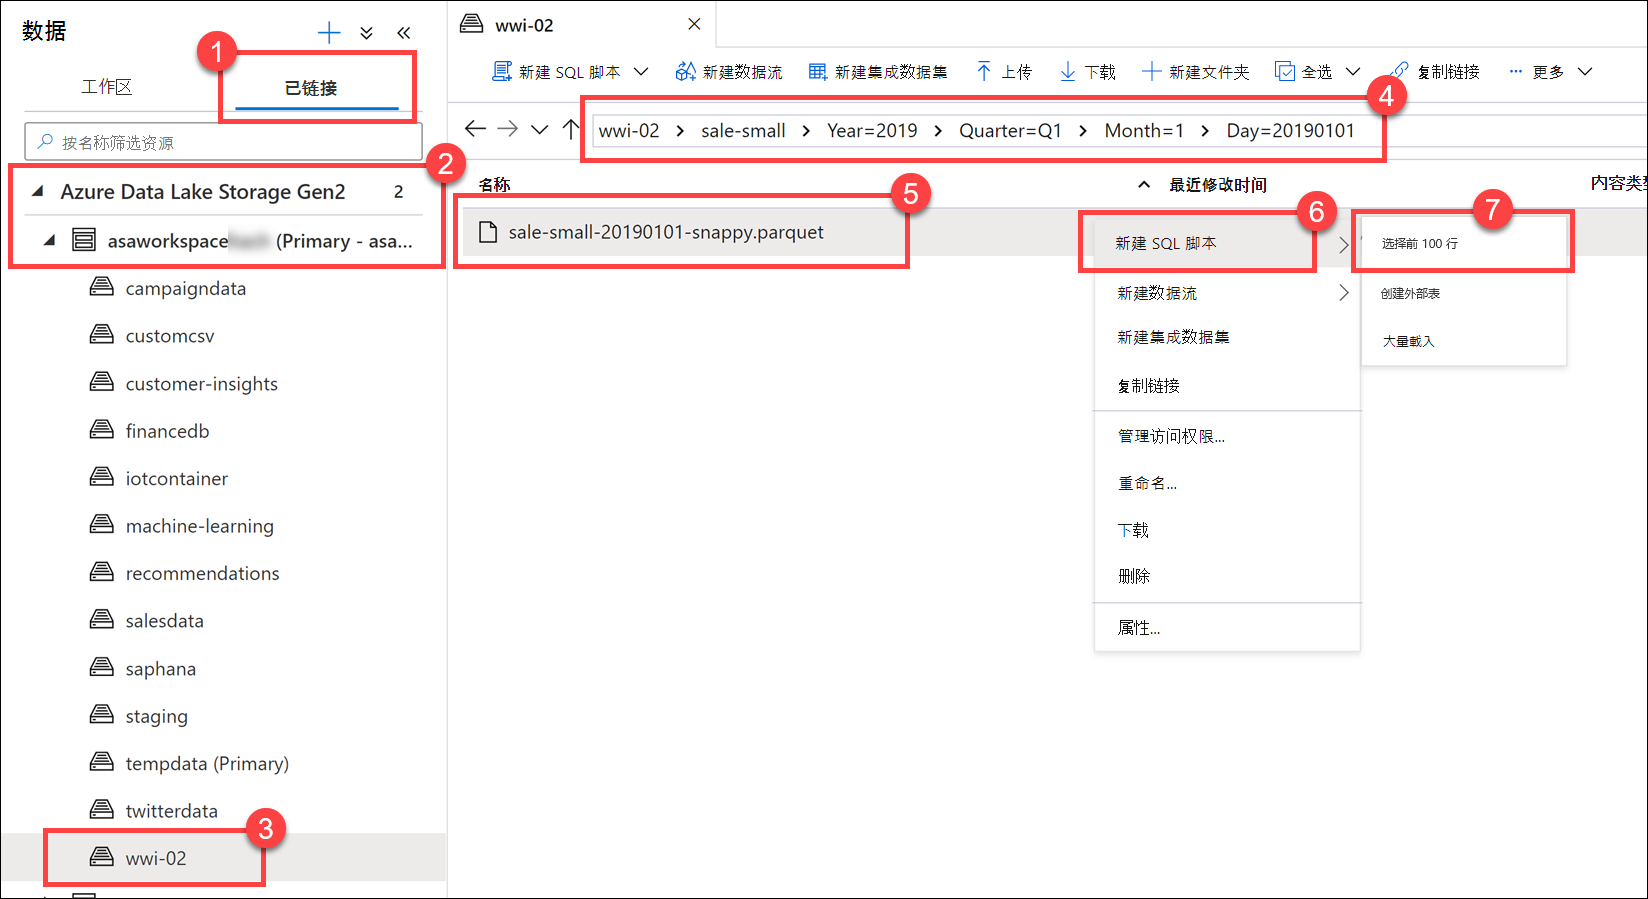 数据
1
工作区
已链接
按名称筛选资源
2
Azure Data Lake Storage Gen2 2
asaworkspace (Primary - asa...
campaigndata
customcsv
customer-insights
financedb
iotcontainer
machine-learning
recommendations
salesdata
saphana
staging
tempdata (Primary)
twitterdata
3
wwi-02
wwi-02
新建 SQL 脚本
新建数据流
新建集成数据集
上传
下载
新建文件夹
全选
复制链接
更多
4
wwi-02 > sale-small > Year=2019 > Quarter=Q1 > Month=1 > Day=20190101
名称
最近修改时间
内容类型
5
sale-small-20190101-snappy.parquet
6
新建 SQL 脚本
新建数据流
新建集成数据集
复制链接
管理访问权限...
重命名...
下载
删除
属性...
7
选择前 100 行
创建外部表
大量載入